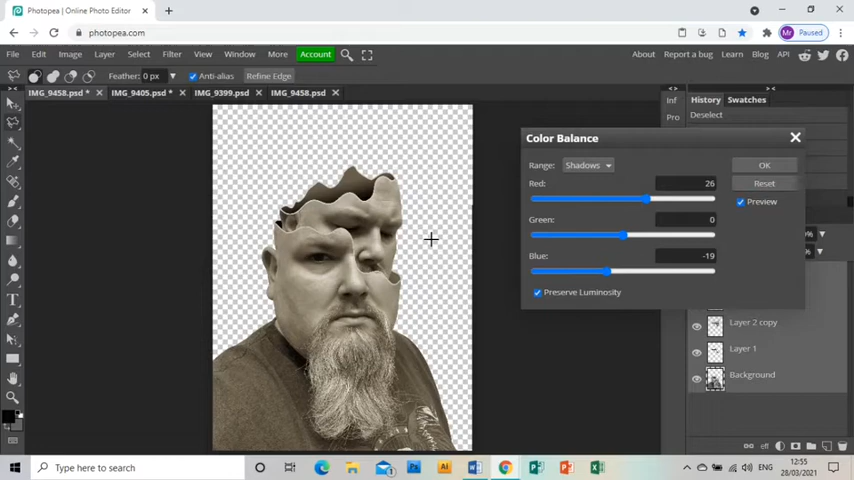 Photopea | Online Photo Editor
photopea.com
Paused
File Edit Image Layer Select Filter View Window More Account
About Report a bug Learn Blog API
Feather: 0 px Anti-alias Refine Edge
IMG_9458.psd * IMG_9405.psd * IMG_9399.psd IMG_9458.psd
Inf
History Swatches
Pro
Deselect
Color Balance
Range: Shadows OK
Red: 26 Reset
Preview
Green: 0
Blue: -19
Preserve Luminosity
Layer 2 copy
Layer 1
Background
eff
Type here to search
ENG
12:55
28/03/2021